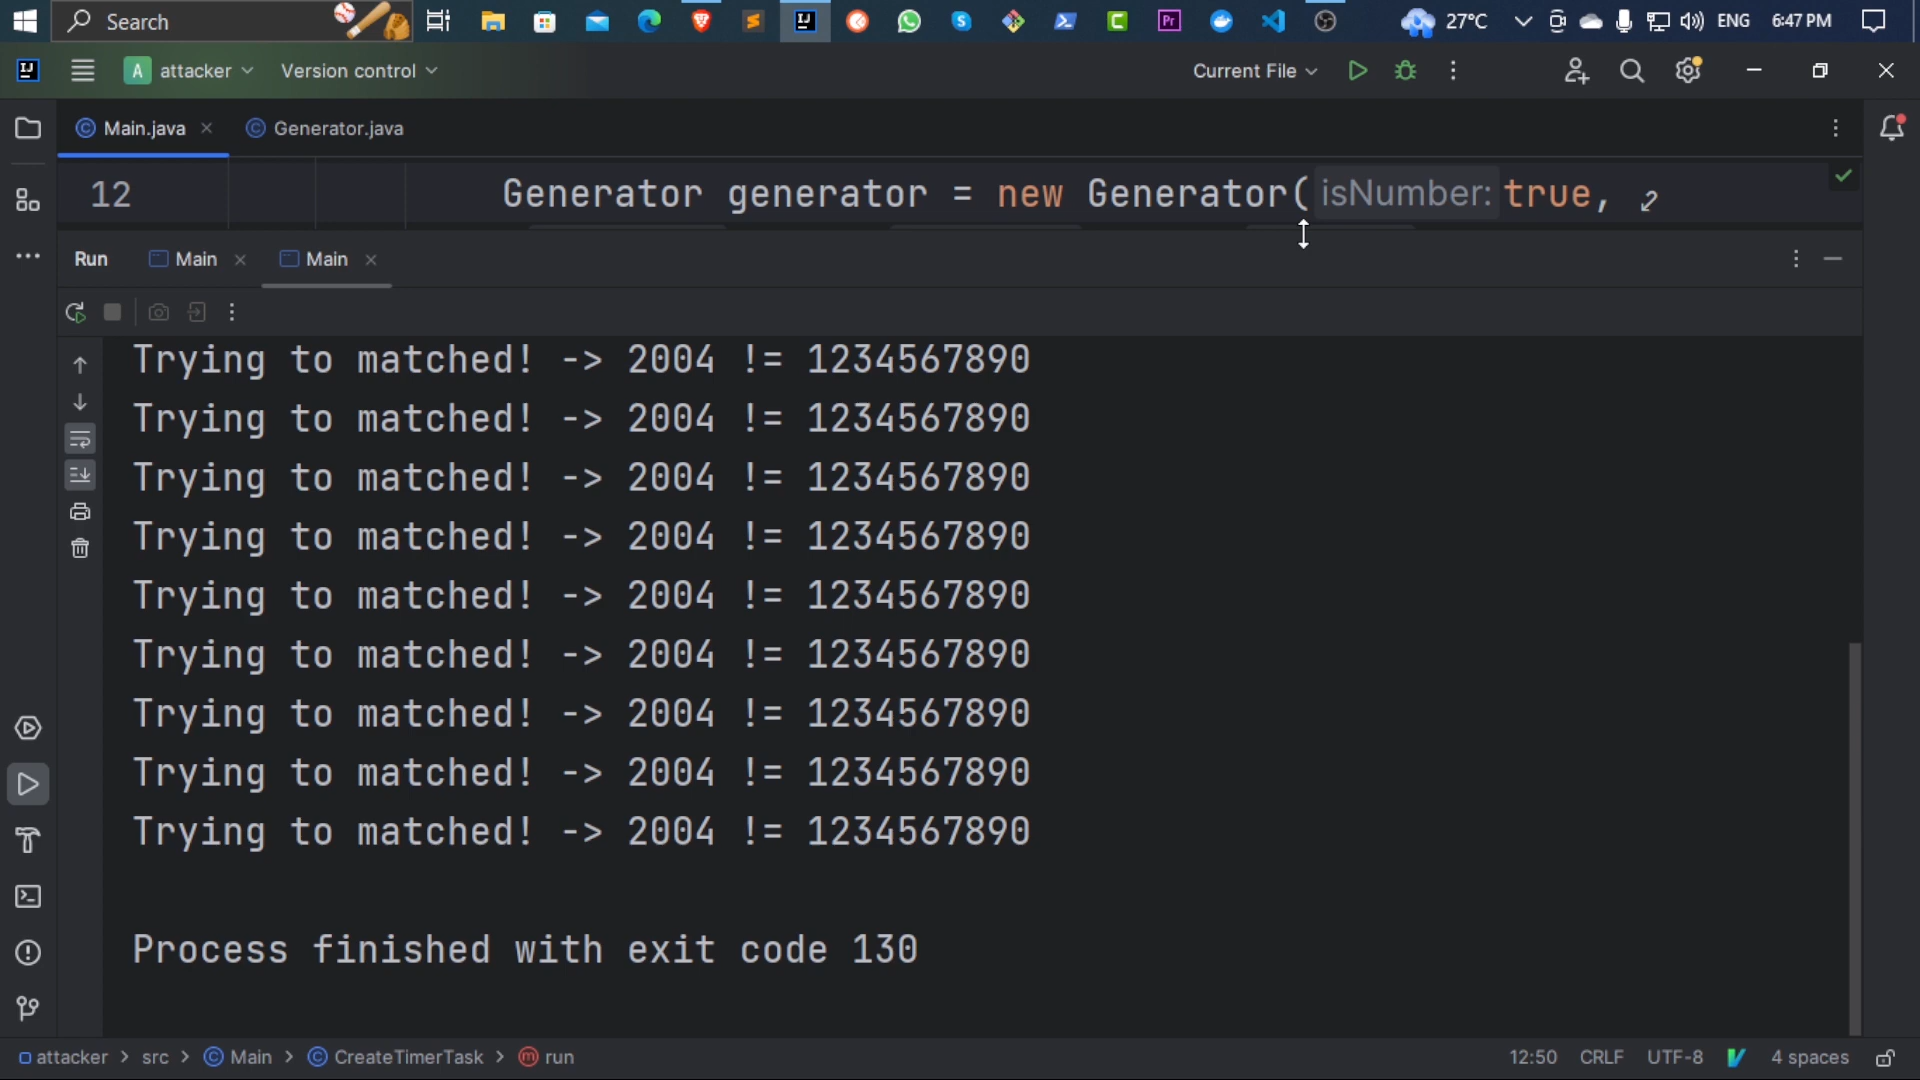 Search
27°C
ENG
6:47 PM
A attacker
Version control
Current File
Main.java
Generator.java
12
Generator generator = new Generator( isNumber: true,
Run
Main
Main
Trying to matched! -> 2004 != 1234567890
Trying to matched! -> 2004 != 1234567890
Trying to matched! -> 2004 != 1234567890
Trying to matched! -> 2004 != 1234567890
Trying to matched! -> 2004 != 1234567890
Trying to matched! -> 2004 != 1234567890
Trying to matched! -> 2004 != 1234567890
Trying to matched! -> 2004 != 1234567890
Trying to matched! -> 2004 != 1234567890
Process finished with exit code 130
attacker > src > Main > CreateTimerTask > run
12:50 CRLF UTF-8 4 spaces